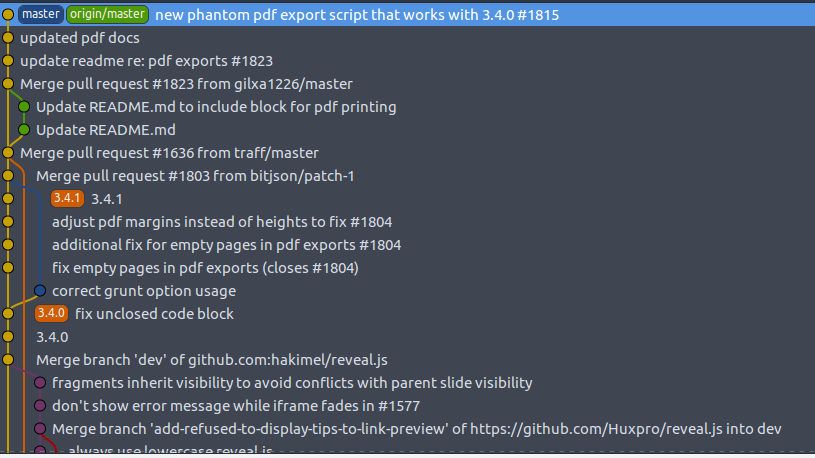 master origin/master new phantom pdf export script that works with 3.4.0 #1815
updated pdf docs
update readme re: pdf exports #1823
Merge pull request #1823 from gilxa1226/master
Update README.md to include block for pdf printing
Update README.md
Merge pull request #1636 from traff/master
Merge pull request #1803 from bitjson/patch-1
3.4.1 3.4.1
adjust pdf margins instead of heights to fix #1804
additional fix for empty pages in pdf exports #1804
fix empty pages in pdf exports (closes #1804)
correct grunt option usage
3.4.0 fix unclosed code block
3.4.0
Merge branch 'dev' of github.com:hakimel/reveal.js
fragments inherit visibility to avoid conflicts with parent slide visibility
don't show error message while iframe fades in #1577
Merge branch 'add-refused-to-display-tips-to-link-preview' of https://github.com/Huxpro/reveal.js into dev
always use lowercase reveal.js